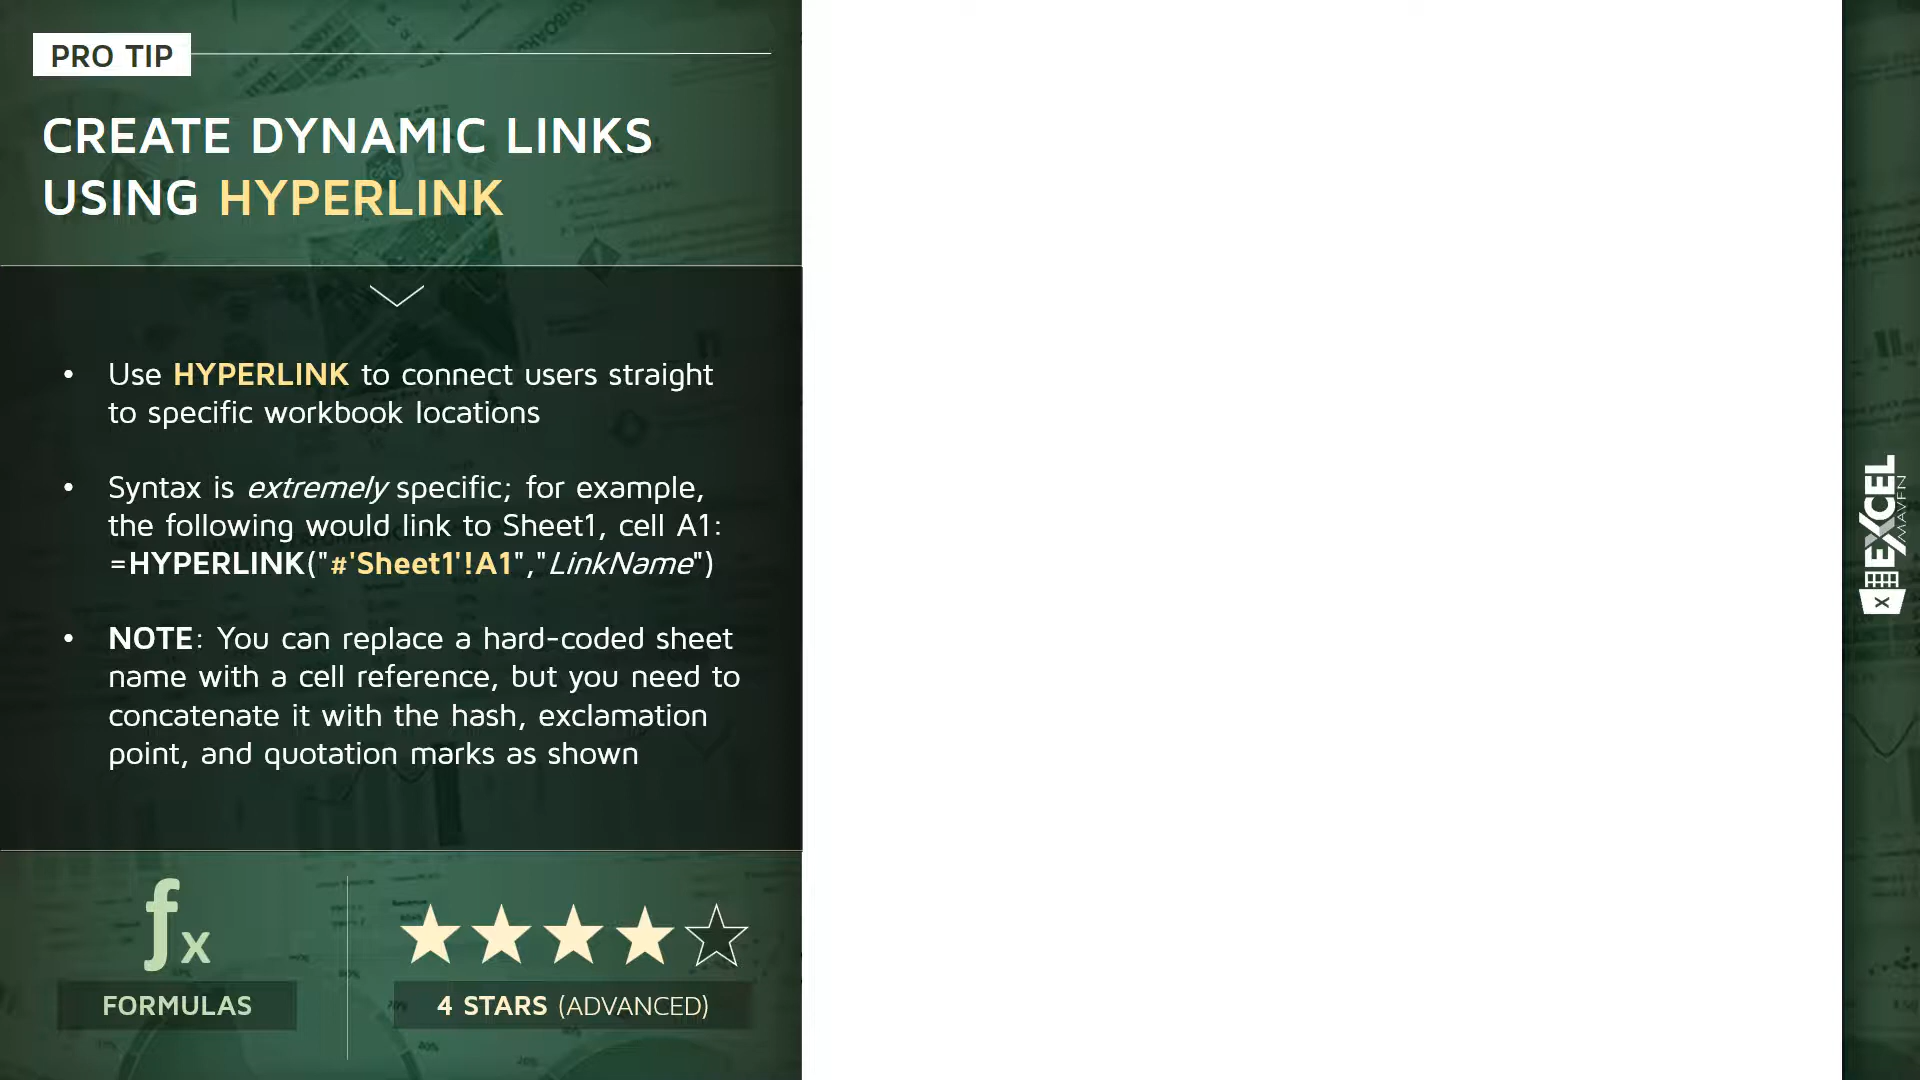 PRO TIP
CREATE DYNAMIC LINKS
USING HYPERLINK
• Use HYPERLINK to connect users straight
to specific workbook locations
• Syntax is extremely specific; for example,
the following would link to Sheet1, cell A1:
=HYPERLINK("#'Sheet1'!A1","LinkName")
• NOTE: You can replace a hard-coded sheet
name with a cell reference, but you need to
concatenate it with the hash, exclamation
point, and quotation marks as shown
fx
FORMULAS
4 STARS (ADVANCED)
X
EXCEL
MAVEN